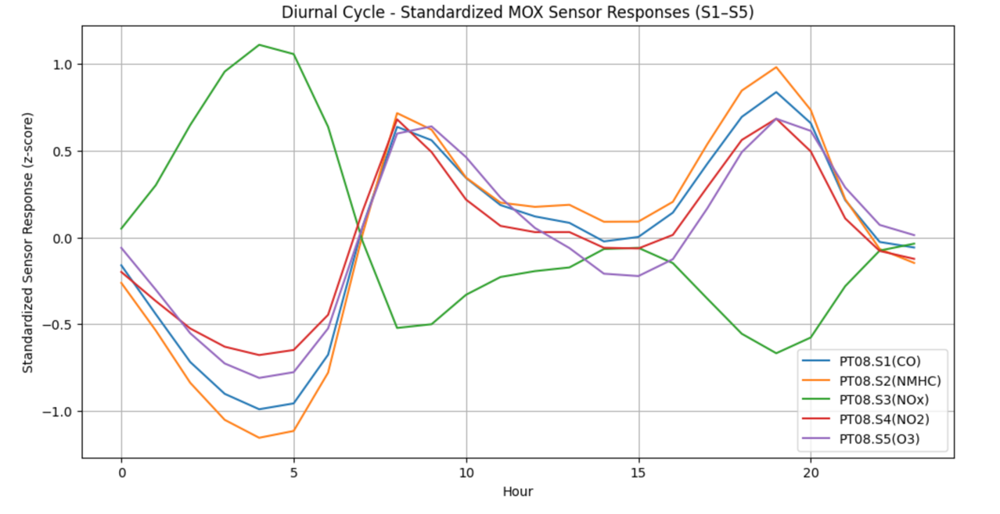 Diurnal Cycle - Standardized MOX Sensor Responses (S1–S5)
Standardized Sensor Response (z-score)
1.0
0.5
0.0
−0.5
−1.0
PT08.S1(CO)
PT08.S2(NMHC)
PT08.S3(NOx)
PT08.S4(NO2)
PT08.S5(O3)
0 5 10 15 20
Hour